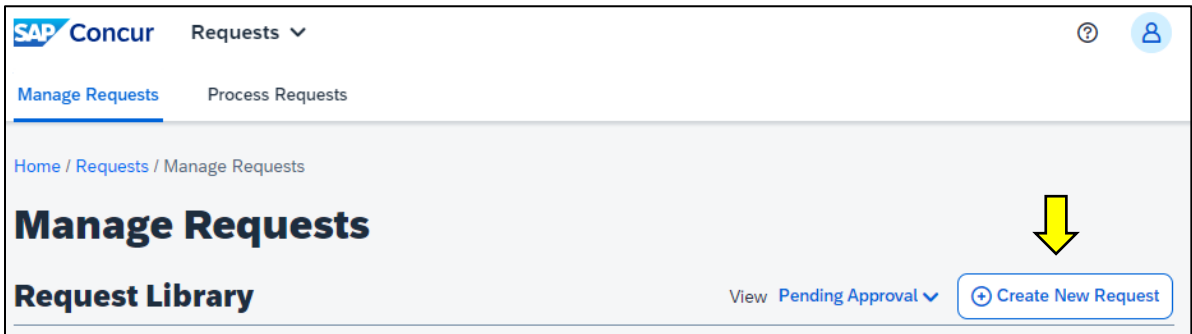 SAP Concur Requests
Manage Requests Process Requests
Home / Requests / Manage Requests
Manage Requests
Request Library View Pending Approval Create New Request